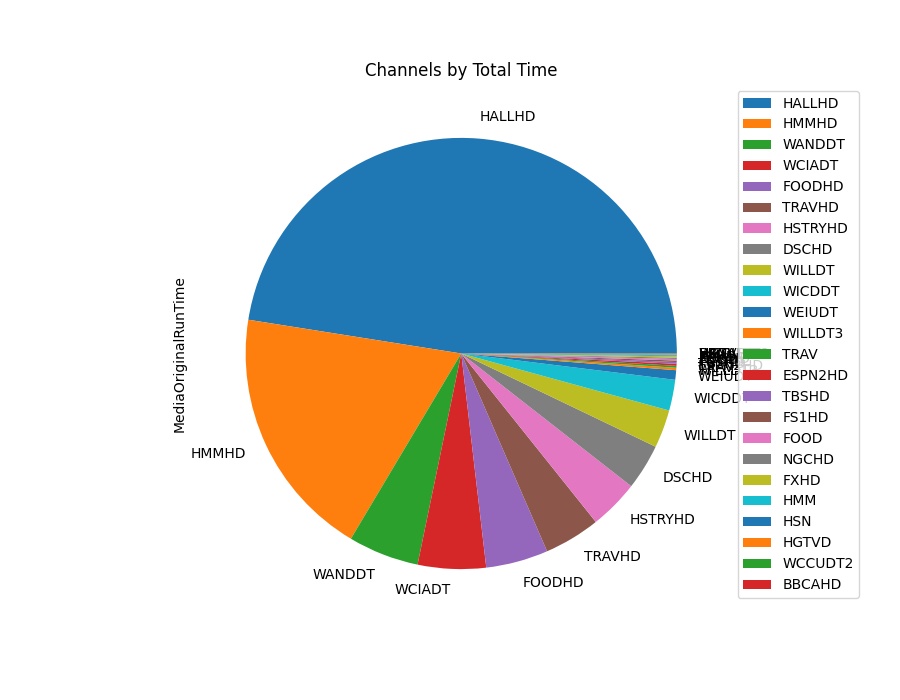 Channels by Total Time
HALLHD
HMMHD
WANDDT
WCIADT
FOODHD
TRAVHD
HSTRYHD
DSCHD
WILLDT
WICDDT
MediaOriginalRunTime
HALLHD
HMMHD
WANDDT
WCIADT
FOODHD
TRAVHD
HSTRYHD
DSCHD
WILLDT
WICDDT
WEIUDT
WILLDT3
TRAV
ESPN2HD
TBSHD
FS1HD
FOOD
NGCHD
FXHD
HMM
HSN
HGTVD
WCCUDT2
BBCAHD